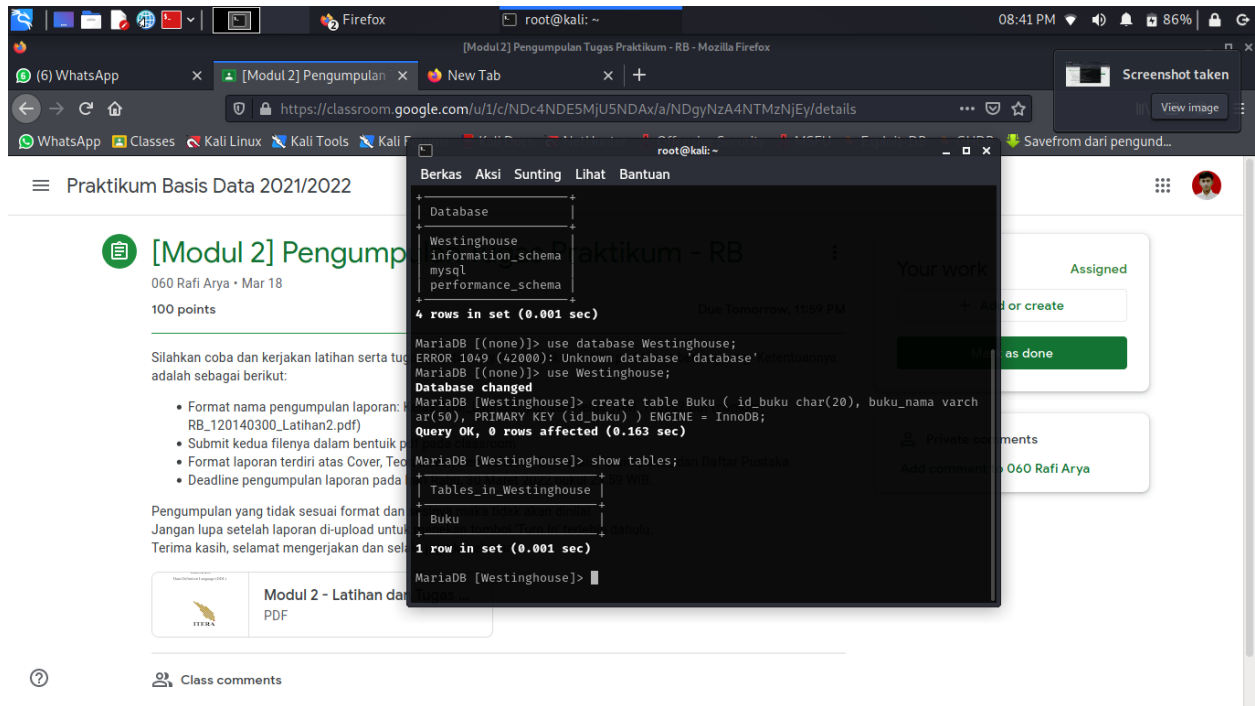 Firefox
root@kali: ~
08:41 PM
86%
[Modul 2] Pengumpulan Tugas Praktikum - RB - Mozilla Firefox
(6) WhatsApp
[Modul 2] Pengumpulan
New Tab
Screenshot taken
View image
https://classroom.google.com/u/1/c/NDc4NDE5MjU5NDAx/a/NDgyNzA4NTMzNjEy/details
WhatsApp
Classes
Kali Linux
Kali Tools
Savefrom dari pengund...
Praktikum Basis Data 2021/2022
[Modul 2] Pengumpulan Tugas Praktikum - RB
060 Rafi Arya • Mar 18
100 points
Due Tomorrow, 11:59 PM
Silahkan coba dan kerjakan latihan serta tug
adalah sebagai berikut:
Format nama pengumpulan laporan:
RB_120140300_Latihan2.pdf)
Submit kedua filenya dalam bentuik p
Format laporan terdiri atas Cover, Teo
dan Daftar Pustaka
Deadline pengumpulan laporan pada
Pengumpulan yang tidak sesuai format dan
Jangan lupa setelah laporan di-upload untuk
Terima kasih, selamat mengerjakan dan sela
Modul 2 - Latihan dan Tugas ...
PDF
ITERA
Class comments
Your work
Assigned
+ Add or create
Mark as done
Private comments
Add comment to 060 Rafi Arya
root@kali: ~
Berkas Aksi Sunting Lihat Bantuan
| Database |
| Westinghouse |
| information_schema |
| mysql |
| performance_schema |
4 rows in set (0.001 sec)
MariaDB [(none)]> use database Westinghouse;
ERROR 1049 (42000): Unknown database 'database'
MariaDB [(none)]> use Westinghouse;
Database changed
MariaDB [Westinghouse]> create table Buku ( id_buku char(20), buku_nama varch
ar(50), PRIMARY KEY (id_buku) ) ENGINE = InnoDB;
Query OK, 0 rows affected (0.163 sec)
MariaDB [Westinghouse]> show tables;
| Tables_in_Westinghouse |
| Buku |
1 row in set (0.001 sec)
MariaDB [Westinghouse]>